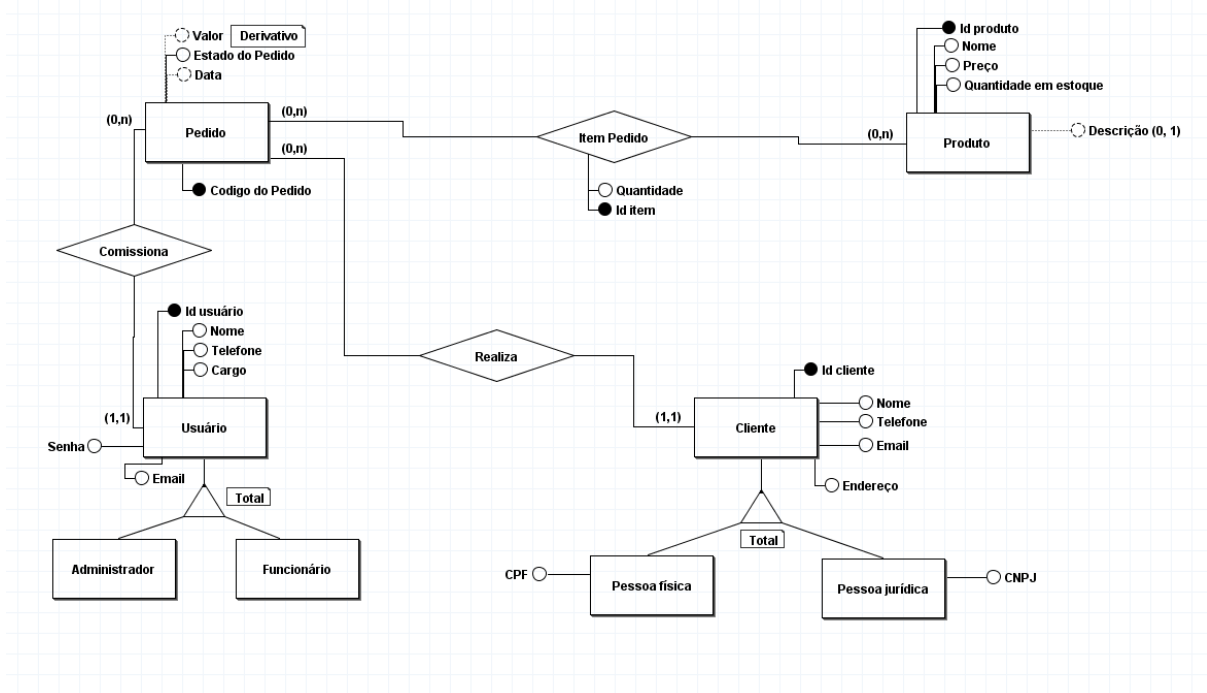 Valor
Derivativo
Estado do Pedido
Data
(0,n)
Pedido
(0,n)
(0,n)
Codigo do Pedido
Item Pedido
Quantidade
Id item
(0,n)
Id produto
Nome
Preço
Quantidade em estoque
Produto
Descrição (0, 1)
Comissiona
Id usuário
Nome
Telefone
Cargo
(1,1)
Usuário
Senha
Email
Total
Administrador
Funcionário
Realiza
(1,1)
Id cliente
Cliente
Nome
Telefone
Email
Endereço
Total
CPF
Pessoa física
Pessoa jurídica
CNPJ